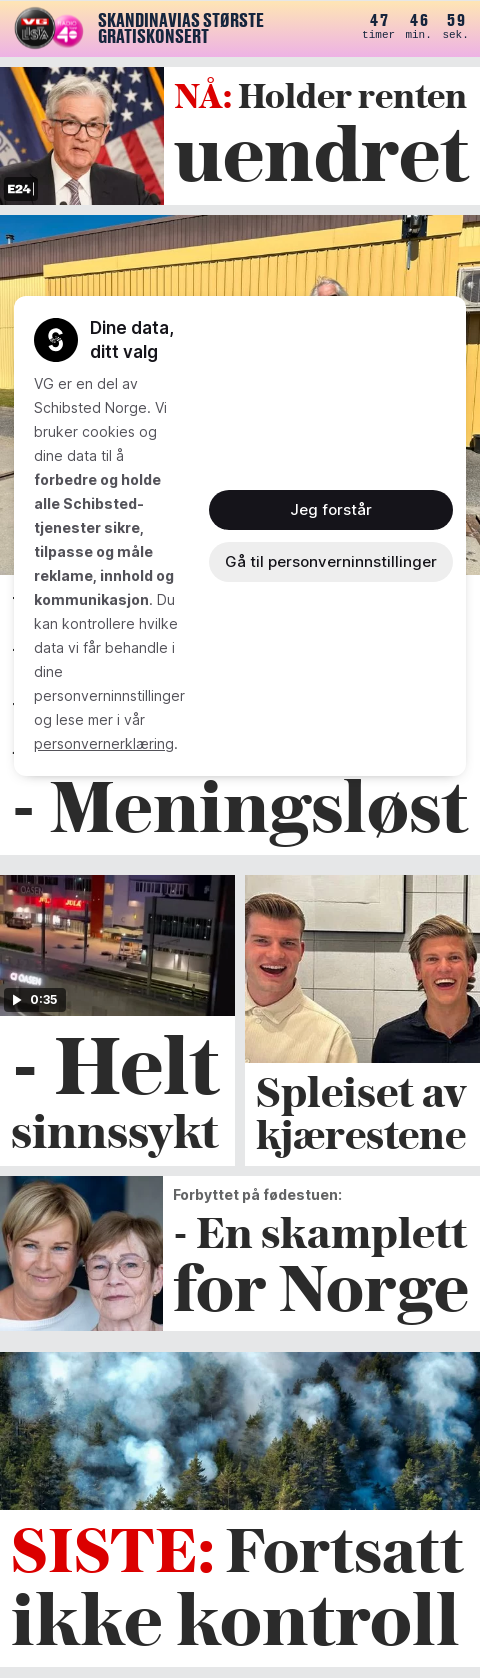 SKANDINAVIAS STØRSTE
GRATISKONSERT
47 46 59
timer min. sek.
VG
RADIO
E24
NÅ: Holder renten
uendret
Dine data,
ditt valg
VG er en del av
Schibsted Norge. Vi
bruker cookies og
dine data til å
forbedre og holde
alle Schibsted-
tjenester sikre,
tilpasse og måle
reklame, innhold og
kommunikasjon. Du
kan kontrollere hvilke
data vi får behandle i
dine
personverninnstillinger
og lese mer i vår
personvernerklæring.
Jeg forstår
Gå til personverninnstillinger
- Meningsløst
OASEN
JULA
OASEN
0:35
- Helt
sinnssykt
Spleiset av
kjærestene
Forbyttet på fødestuen:
- En skamplett
for Norge
SISTE: Fortsatt
ikke kontroll